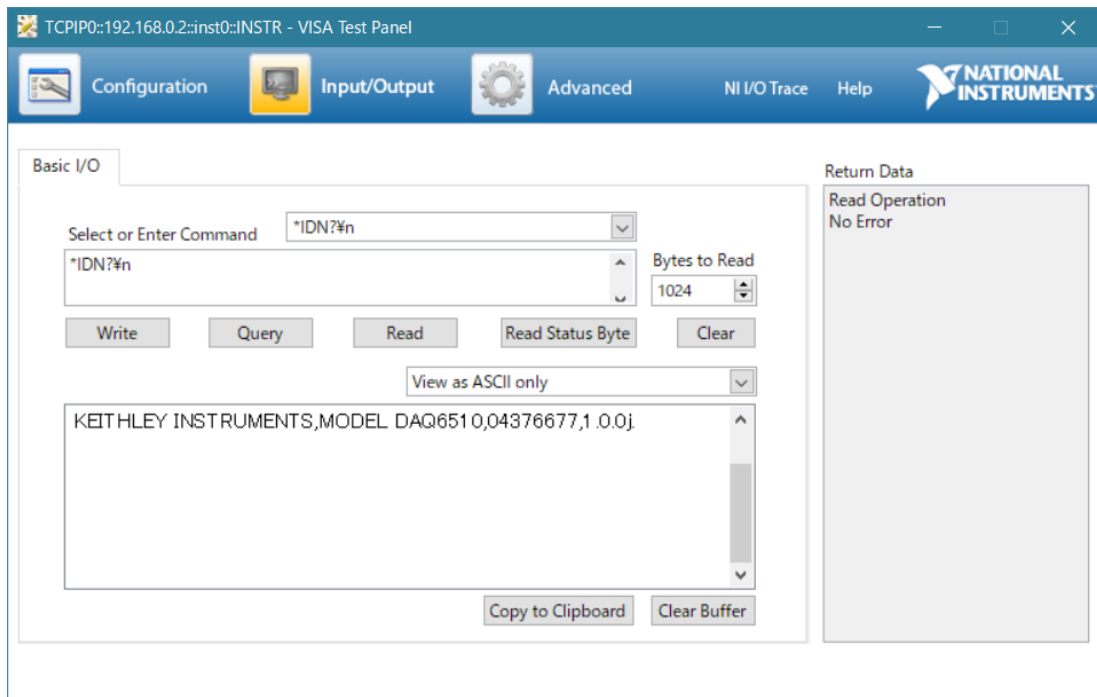 TCPIP0::192.168.0.2::inst0::INSTR - VISA Test Panel
Configuration
Input/Output
Advanced
NI I/O Trace
Help
NATIONAL
INSTRUMENTS
Basic I/O
Return Data
Read Operation
No Error
Select or Enter Command
*IDN?¥n
*IDN?¥n
Bytes to Read
1024
Write
Query
Read
Read Status Byte
Clear
View as ASCII only
KEITHLEY INSTRUMENTS,MODEL DAQ6510,04376677,1.0.0j.
Copy to Clipboard
Clear Buffer